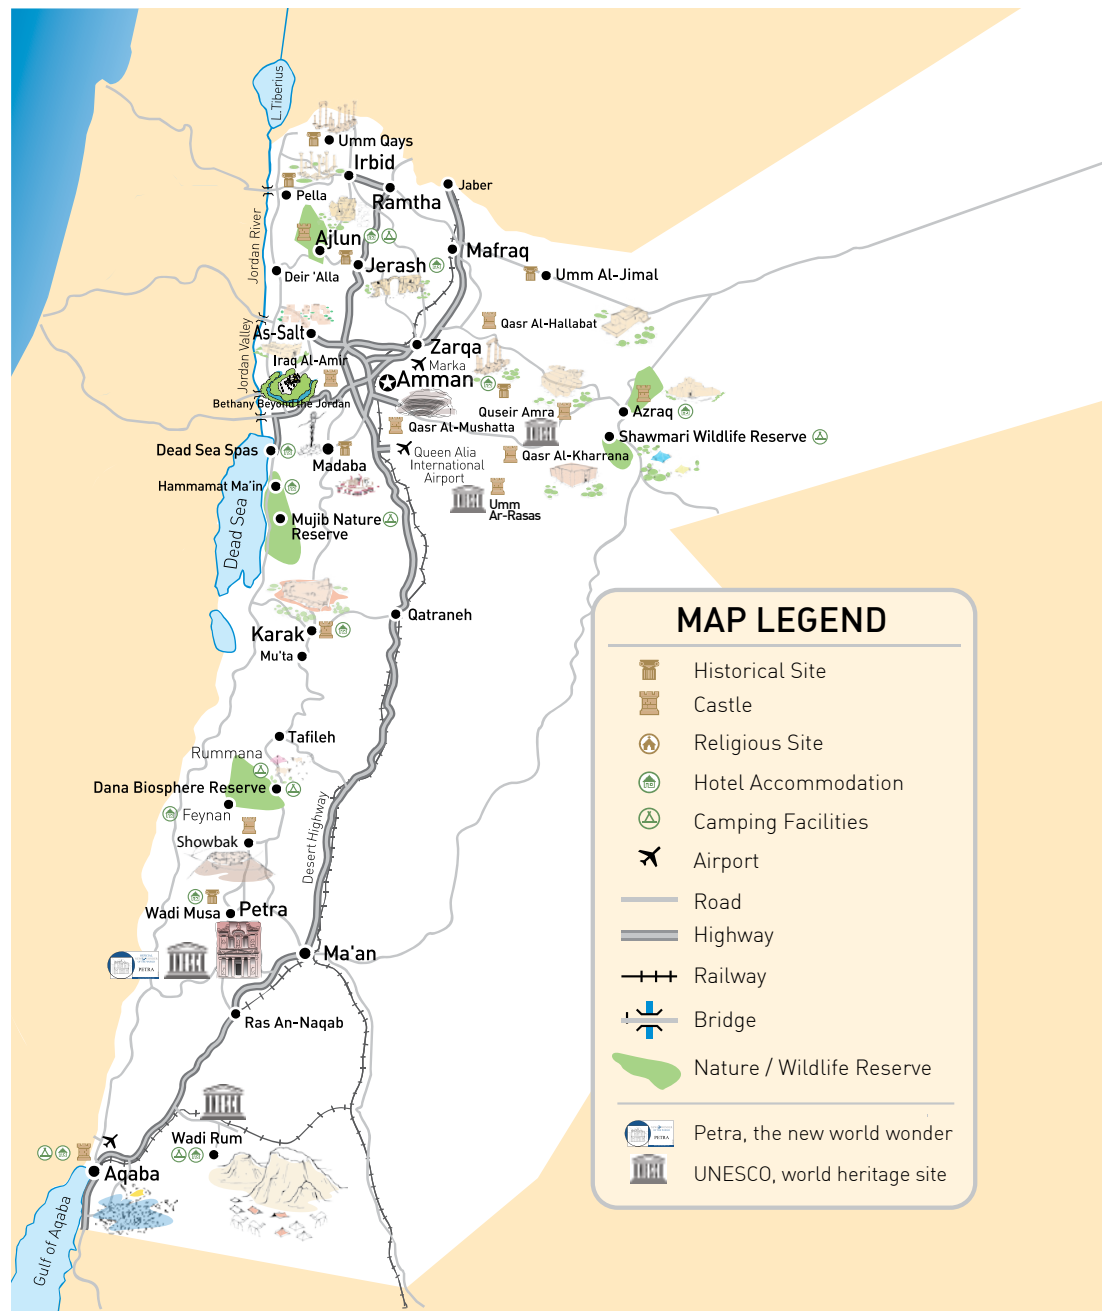 L.Tiberius
Umm Qays
Irbid
Jaber
Pella
Ramtha
Jordan River
Ajlun
Mafraq
Jerash
Deir 'Alla
Umm Al-Jimal
Qasr Al-Hallabat
As-Salt
Jordan Valley
Zarqa
Iraq Al-Amir
Marka
Amman
Bethany Beyond the Jordan
Quseir Amra
Azraq
Qasr Al-Mushatta
Shawmari Wildlife Reserve
Dead Sea Spas
Madaba
Queen Alia
International
Airport
Qasr Al-Kharrana
Hammamat Ma'in
Umm
Ar-Rasas
Mujib Nature
Reserve
Dead Sea
Qatraneh
Karak
Mu'ta
Tafileh
Rummana
Dana Biosphere Reserve
Feynan
Desert Highway
Showbak
Wadi Musa
Petra
PETRA
Ma'an
Ras An-Naqab
Wadi Rum
Aqaba
Gulf of Aqaba
MAP LEGEND
Historical Site
Castle
Religious Site
Hotel Accommodation
Camping Facilities
Airport
Road
Highway
Railway
Bridge
Nature / Wildlife Reserve
PETRA
Petra, the new world wonder
UNESCO, world heritage site